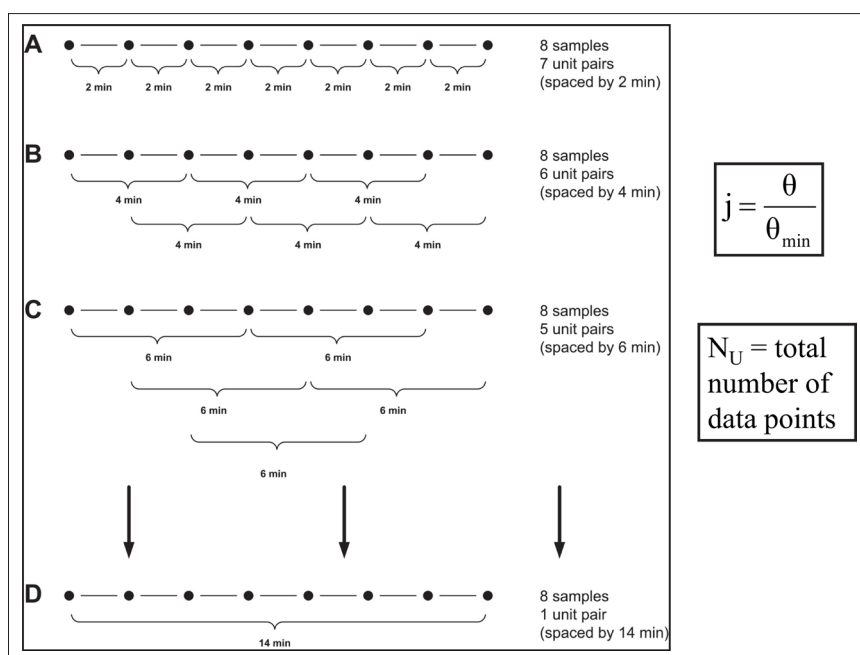 A
2 min 2 min 2 min 2 min 2 min 2 min 2 min
8 samples
7 unit pairs
(spaced by 2 min)
B
4 min 4 min 4 min
4 min 4 min 4 min
8 samples
6 unit pairs
(spaced by 4 min)
C
6 min 6 min
6 min 6 min
6 min
8 samples
5 unit pairs
(spaced by 6 min)
D
14 min
8 samples
1 unit pair
(spaced by 14 min)
j = θ / θmin
NU = total
number of
data points